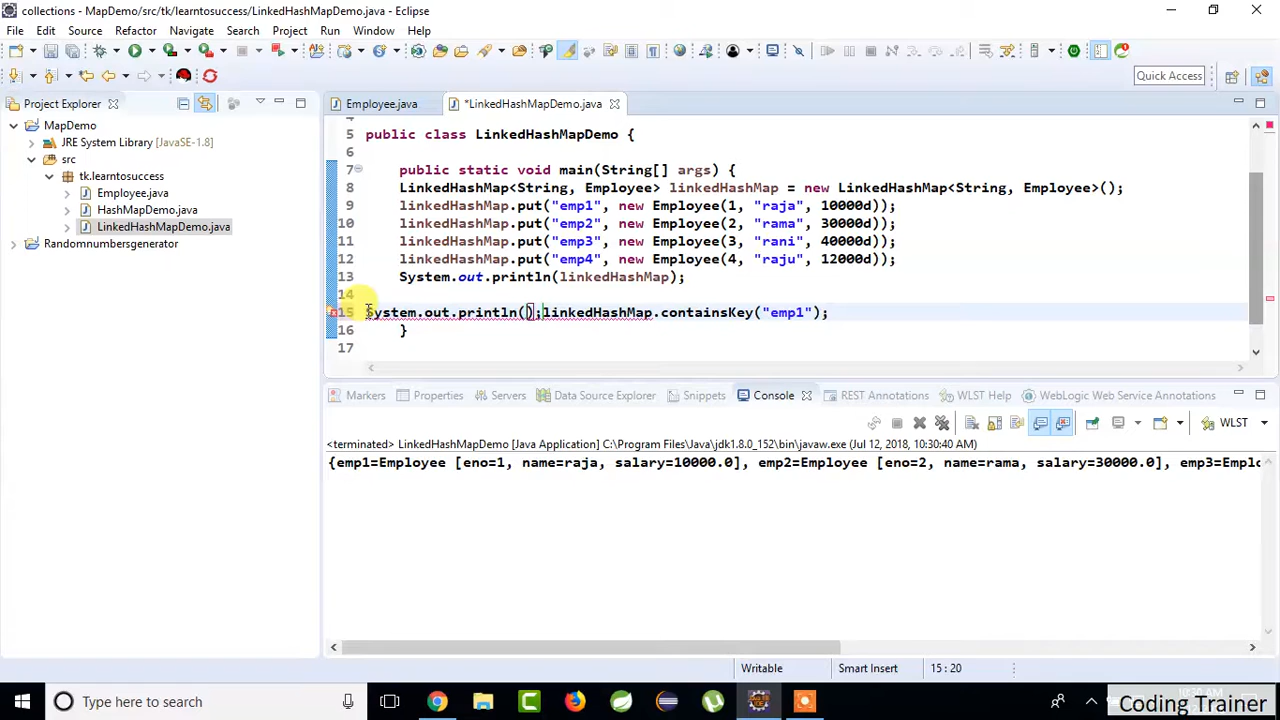 collections - MapDemo/src/tk/learntosuccess/LinkedHashMapDemo.java - Eclipse
File Edit Source Refactor Navigate Search Project Run Window Help
Quick Access
Project Explorer
MapDemo
JRE System Library [JavaSE-1.8]
src
tk.learntosuccess
Employee.java
HashMapDemo.java
LinkedHashMapDemo.java
Randomnumbersgenerator
Employee.java *LinkedHashMapDemo.java
4
5 public class LinkedHashMapDemo {
6
7 public static void main(String[] args) {
8 LinkedHashMap<String, Employee> linkedHashMap = new LinkedHashMap<String, Employee>();
9 linkedHashMap.put("emp1", new Employee(1, "raja", 10000d));
10 linkedHashMap.put("emp2", new Employee(2, "rama", 30000d));
11 linkedHashMap.put("emp3", new Employee(3, "rani", 40000d));
12 linkedHashMap.put("emp4", new Employee(4, "raju", 12000d));
13 System.out.println(linkedHashMap);
14
15 System.out.println();linkedHashMap.containsKey("emp1");
16 }
17
Markers Properties Servers Data Source Explorer Snippets Console REST Annotations WLST Help WebLogic Web Service Annotations
WLST
<terminated> LinkedHashMapDemo [Java Application] C:\Program Files\Java\jdk1.8.0_152\bin\javaw.exe (Jul 12, 2018, 10:30:40 AM)
{emp1=Employee [eno=1, name=raja, salary=10000.0], emp2=Employee [eno=2, name=rama, salary=30000.0], emp3=Emplo
Writable Smart Insert 15 : 20
Type here to search
Coding Trainer